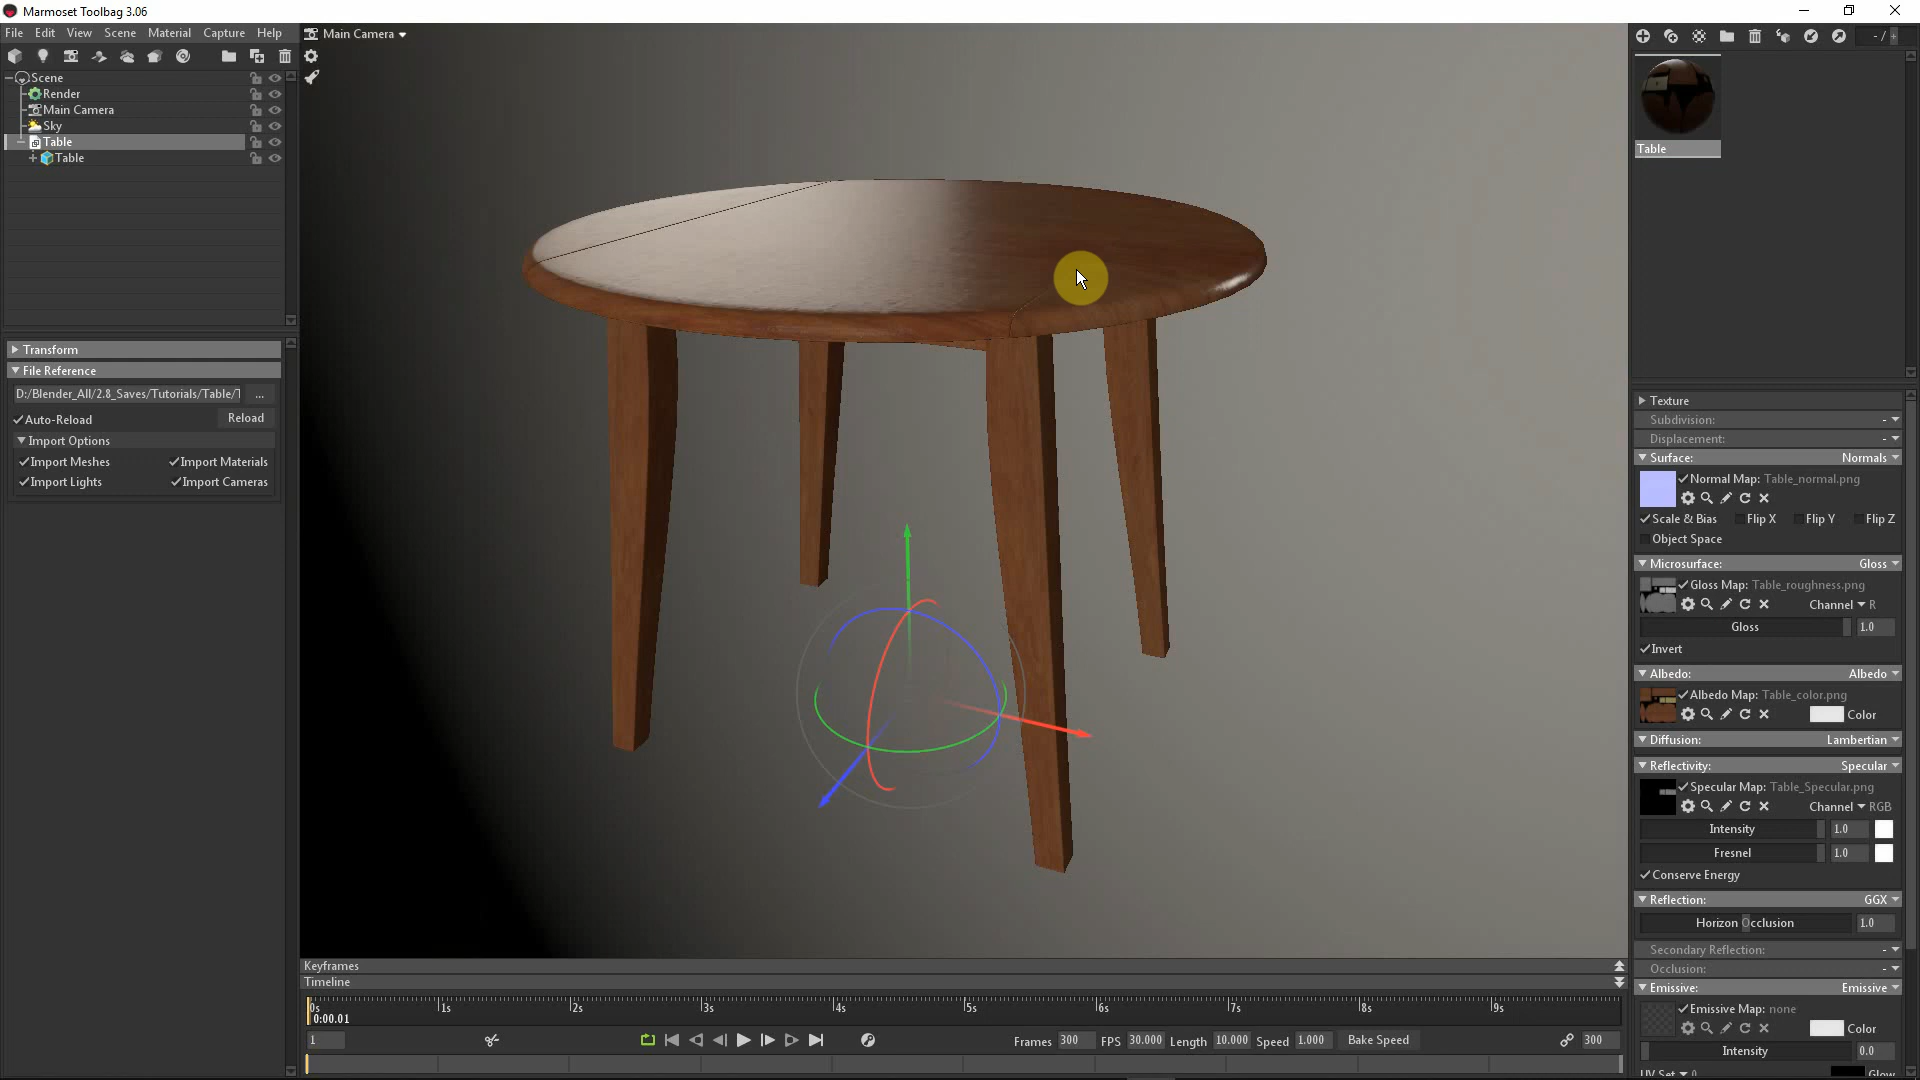 Marmoset Toolbag 3.06
File Edit View Scene Material Capture Help
Main Camera
- /
Scene
Render
Main Camera
Sky
Table
Table
Transform
File Reference
D:/Blender_All/2.8_Saves/Tutorials/Table/T
...
Auto-Reload Reload
Import Options
Import Meshes Import Materials
Import Lights Import Cameras
Table
Texture
Subdivision: -
Displacement: -
Surface: Normals
Normal Map: Table_normal.png
Scale & Bias Flip X Flip Y Flip Z
Object Space
Microsurface: Gloss
Gloss Map: Table_roughness.png
Channel R
Gloss 1.0
Invert
Albedo: Albedo
Albedo Map: Table_color.png
Color
Diffusion: Lambertian
Reflectivity: Specular
Specular Map: Table_Specular.png
Channel RGB
Intensity 1.0
Fresnel 1.0
Conserve Energy
Reflection: GGX
Horizon Occlusion 1.0
Secondary Reflection: -
Occlusion: -
Emissive: Emissive
Emissive Map: none
Color
Intensity 0.0
UV Set 0 Glow
Keyframes
Timeline
0s 1s 2s 3s 4s 5s 6s 7s 8s 9s
0:00.01
1 Frames 300 FPS 30.000 Length 10.000 Speed 1.000 Bake Speed 300